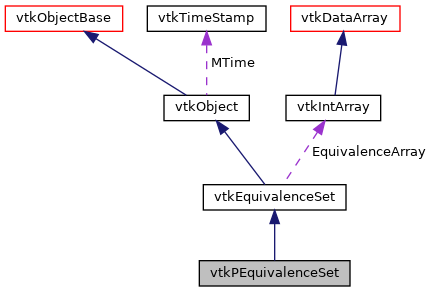 vtkObjectBase
vtkTimeStamp
vtkDataArray
MTime
vtkObject
vtkIntArray
EquivalenceArray
vtkEquivalenceSet
vtkPEquivalenceSet